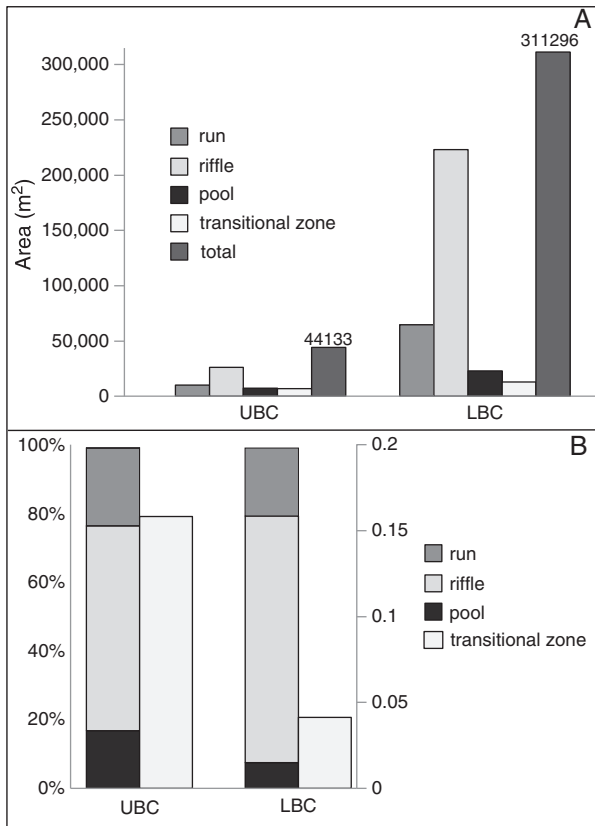 A
311296
300,000
250,000
200,000
150,000
100,000
50,000
0
Area (m²)
run
riffle
pool
transitional zone
total
44133
UBC
LBC
B
100%
80%
60%
40%
20%
0%
0.2
0.15
0.1
0.05
0
run
riffle
pool
transitional zone
UBC
LBC